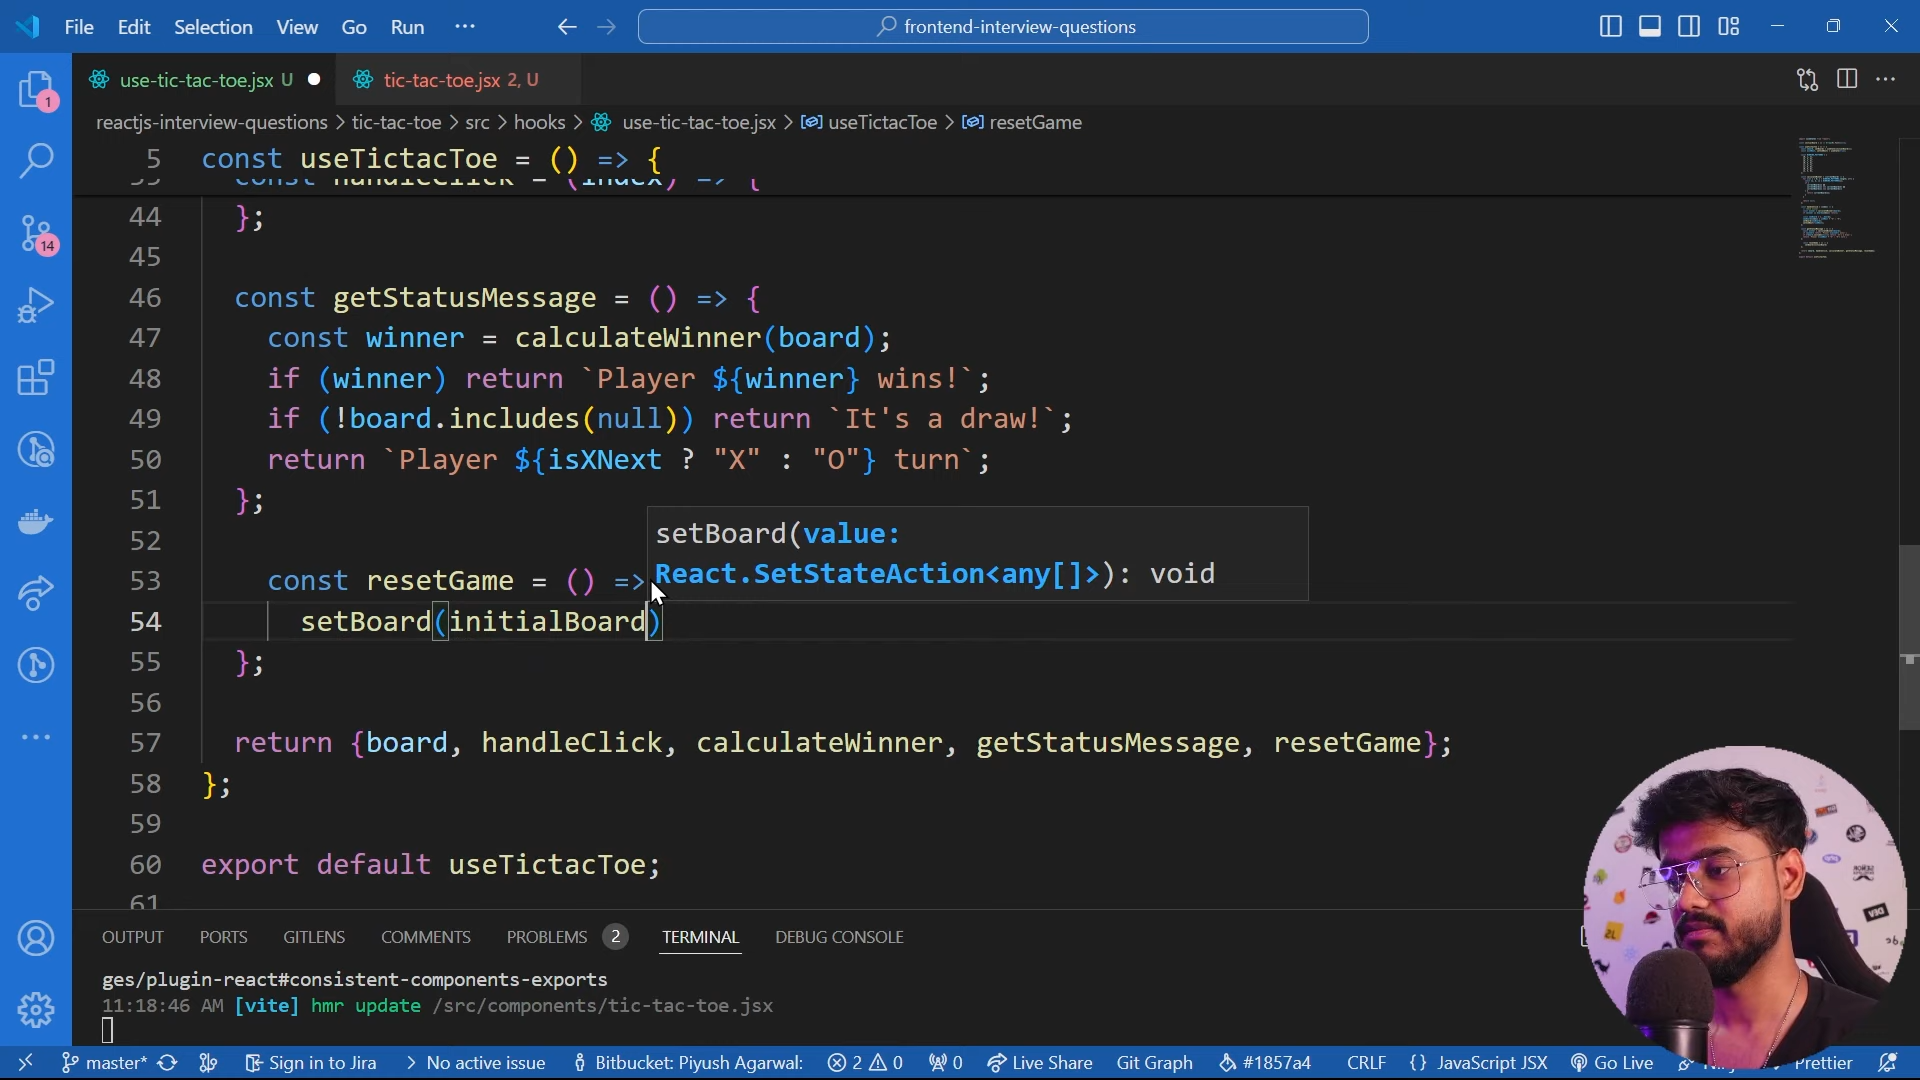 File Edit Selection View Go Run ··· frontend-interview-questions
use-tic-tac-toe.jsx U tic-tac-toe.jsx 2, U
reactjs-interview-questions > tic-tac-toe > src > hooks > use-tic-tac-toe.jsx > useTictacToe > resetGame
5 const useTictacToe = () => {
const handleClick = (index) => {
44 };
45
46 const getStatusMessage = () => {
47 const winner = calculateWinner(board);
48 if (winner) return `Player ${winner} wins!`;
49 if (!board.includes(null)) return `It's a draw!`;
50 return `Player ${isXNext ? "X" : "O"} turn`;
51 };
setBoard(value:
52
React.SetStateAction<any[]>): void
53 const resetGame = () =>
54 setBoard(initialBoard)
55 };
56
57 return {board, handleClick, calculateWinner, getStatusMessage, resetGame};
58 };
59
60 export default useTictacToe;
61
OUTPUT PORTS GITLENS COMMENTS PROBLEMS 2 TERMINAL DEBUG CONSOLE
ges/plugin-react#consistent-components-exports
11:18:46 AM [vite] hmr update /src/components/tic-tac-toe.jsx
master* Sign in to Jira > No active issue Bitbucket: Piyush Agarwal: 2 0 0 Live Share Git Graph #1857a4 CRLF {} JavaScript JSX Go Live Prettier
1
14